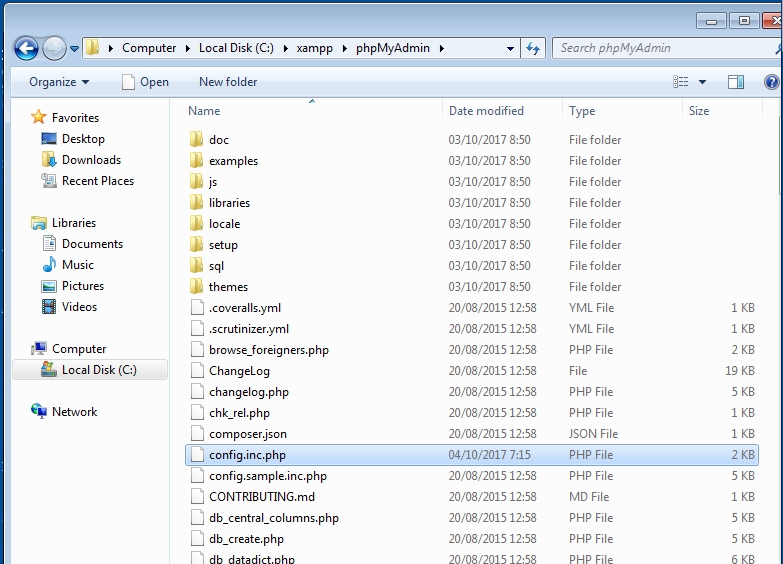 Computer ▸ Local Disk (C:) ▸ xampp ▸ phpMyAdmin ▸
Search phpMyAdmin
Organize Open New folder
Name Date modified Type Size
Favorites
Desktop
Downloads
Recent Places
Libraries
Documents
Music
Pictures
Videos
Computer
Local Disk (C:)
Network
doc 03/10/2017 8:50 File folder
examples 03/10/2017 8:50 File folder
js 03/10/2017 8:50 File folder
libraries 03/10/2017 8:50 File folder
locale 03/10/2017 8:50 File folder
setup 03/10/2017 8:50 File folder
sql 03/10/2017 8:50 File folder
themes 03/10/2017 8:50 File folder
.coveralls.yml 20/08/2015 12:58 YML File 1 KB
.scrutinizer.yml 20/08/2015 12:58 YML File 1 KB
browse_foreigners.php 20/08/2015 12:58 PHP File 2 KB
ChangeLog 20/08/2015 12:58 File 19 KB
changelog.php 20/08/2015 12:58 PHP File 5 KB
chk_rel.php 20/08/2015 12:58 PHP File 1 KB
composer.json 20/08/2015 12:58 JSON File 1 KB
config.inc.php 04/10/2017 7:15 PHP File 2 KB
config.sample.inc.php 20/08/2015 12:58 PHP File 5 KB
CONTRIBUTING.md 20/08/2015 12:58 MD File 1 KB
db_central_columns.php 20/08/2015 12:58 PHP File 5 KB
db_create.php 20/08/2015 12:58 PHP File 5 KB
db_datadict.php 20/08/2015 12:58 PHP File 6 KB